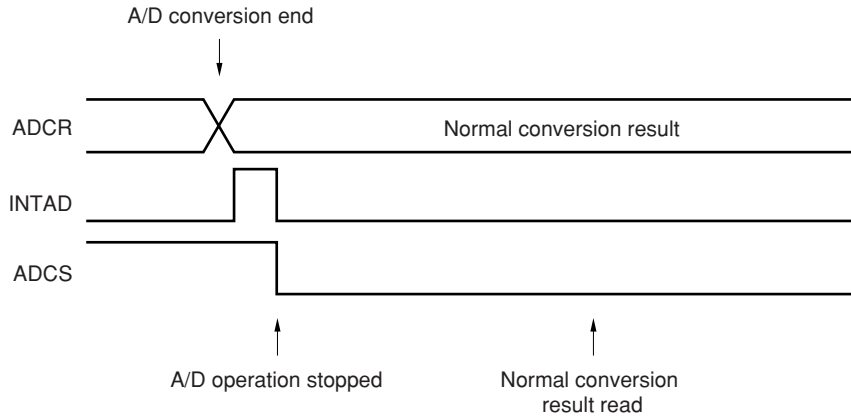 A/D conversion end
ADCR
Normal conversion result
INTAD
ADCS
A/D operation stopped
Normal conversion
result read